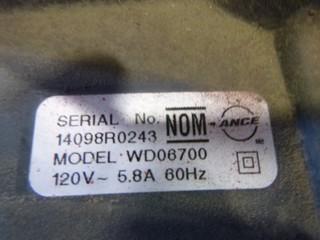 SERIAL No.
14098R0243
NOM-ANCE
MODEL WD06700
120V~ 5.8A 60Hz